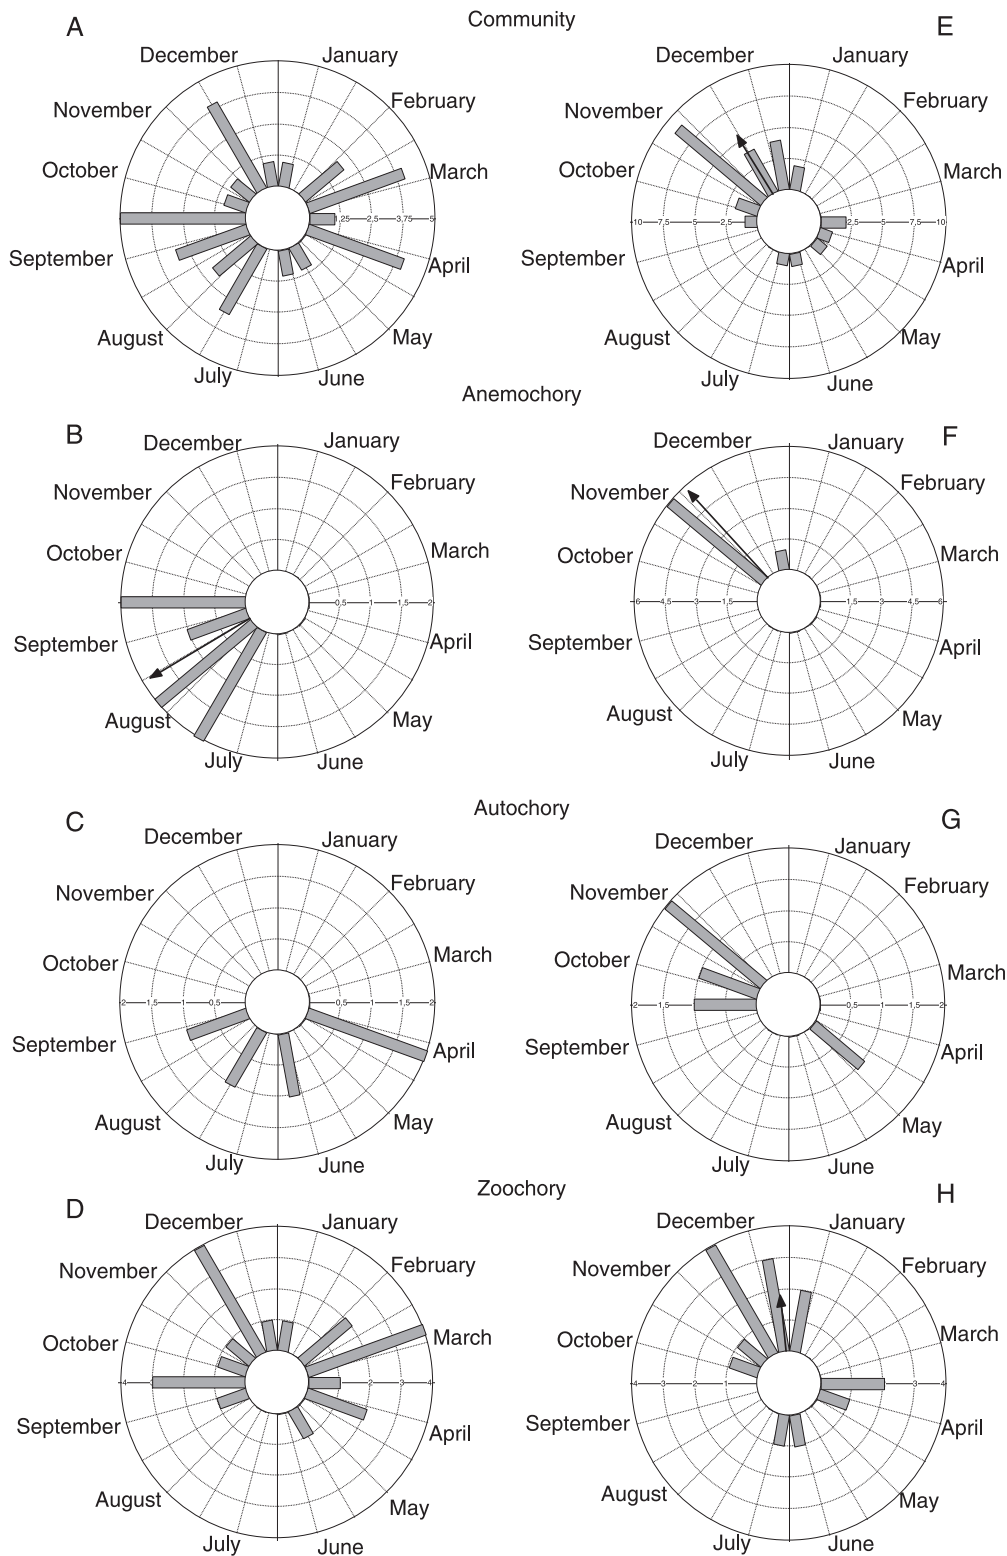 Community
A
E
December
January
November
February
October
March
,25 2,5 3,75 5
September
April
August
May
July
June
December
January
November
February
October
March
10 7,5 5 2,5 2,5 5 7,5 10
September
April
August
May
July
June
Anemochory
B
F
December
January
November
February
October
March
0,5 1 1,5 2
September
April
August
May
July
June
December
January
November
February
October
March
6 4,5 3 1,5 1,5 3 4,5 6
September
April
August
May
July
June
Autochory
C
G
December
January
November
February
October
March
2 1,5 1 0,5 0,5 1 1,5 2
September
April
August
May
July
June
December
January
November
February
October
March
2 1,5 0,5 1 1,5 2
September
April
August
May
July
June
Zoochory
D
H
December
January
November
February
October
March
4 3 2 3 4
September
April
August
May
July
June
December
January
November
February
October
March
4 3 2 1 3 4
September
April
August
May
July
June